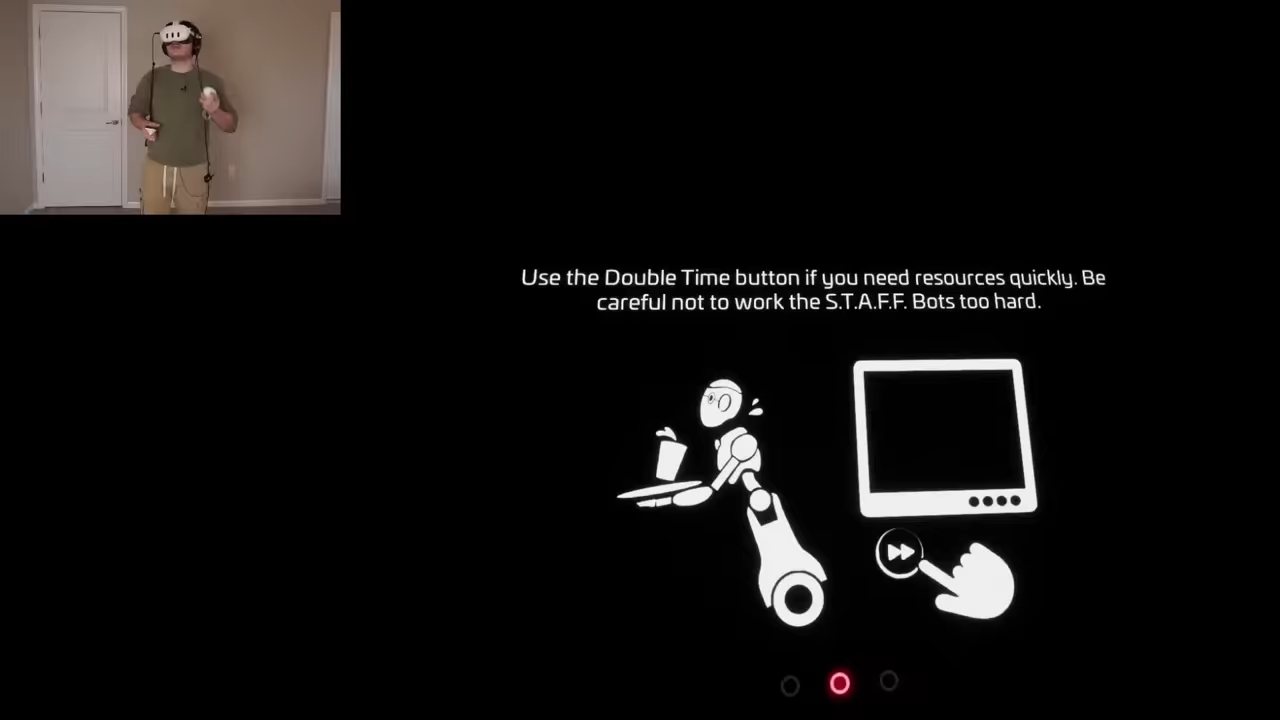 Use the Double Time button if you need resources quickly. Be
careful not to work the S.T.A.F.F. Bots too hard.